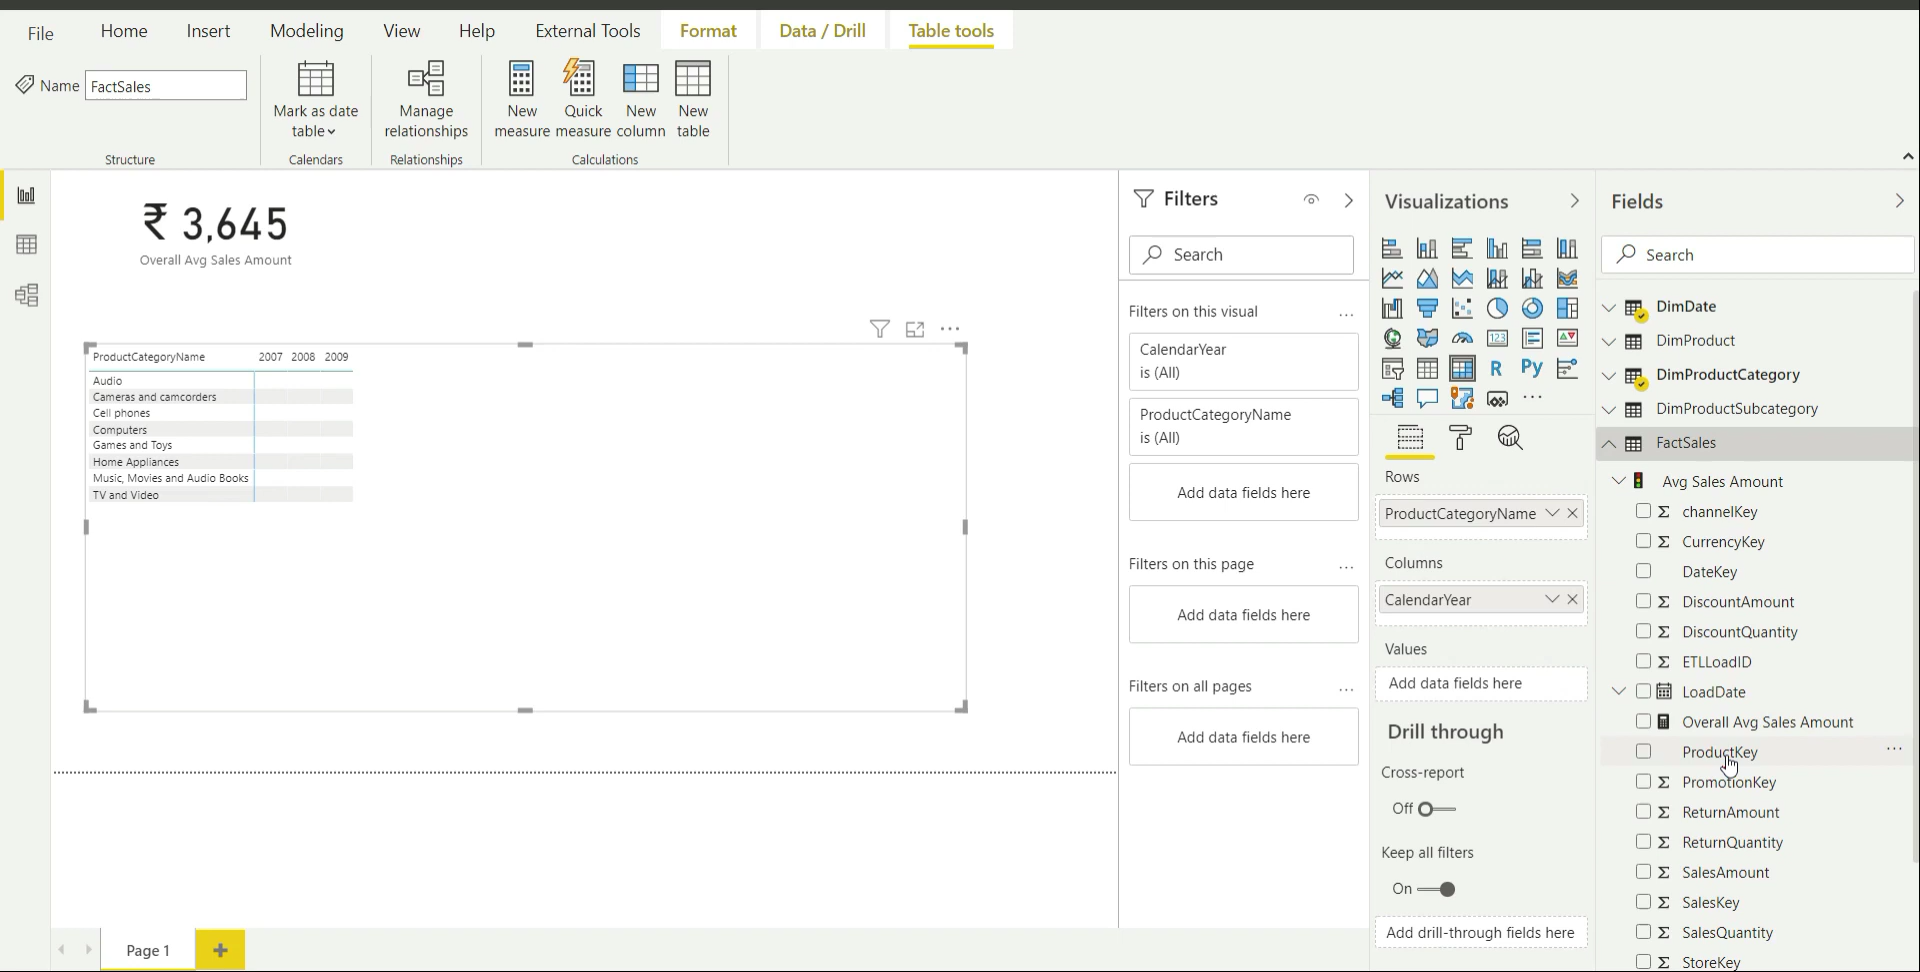 File
Home
Insert
Modeling
View
Help
External Tools
Format
Data / Drill
Table tools
Name
FactSales
Mark as date
table
Manage
relationships
New
measure
Quick
measure
New
column
New
table
Structure
Calendars
Relationships
Calculations
₹ 3,645
Overall Avg Sales Amount
ProductCategoryName 2007 2008 2009
Audio
Cameras and camcorders
Cell phones
Computers
Games and Toys
Home Appliances
Music, Movies and Audio Books
TV and Video
Page 1
Filters
Search
Filters on this visual
CalendarYear
is (All)
ProductCategoryName
is (All)
Add data fields here
Filters on this page
Add data fields here
Filters on all pages
Add data fields here
Visualizations
123
R
Py
Rows
ProductCategoryName
Columns
CalendarYear
Values
Add data fields here
Drill through
Cross-report
Off
Keep all filters
On
Add drill-through fields here
Fields
Search
DimDate
DimProduct
DimProductCategory
DimProductSubcategory
FactSales
Avg Sales Amount
Σ channelKey
Σ CurrencyKey
DateKey
Σ DiscountAmount
Σ DiscountQuantity
Σ ETLLoadID
LoadDate
Overall Avg Sales Amount
ProductKey
Σ PromotionKey
Σ ReturnAmount
Σ ReturnQuantity
Σ SalesAmount
Σ SalesKey
Σ SalesQuantity
Σ StoreKey